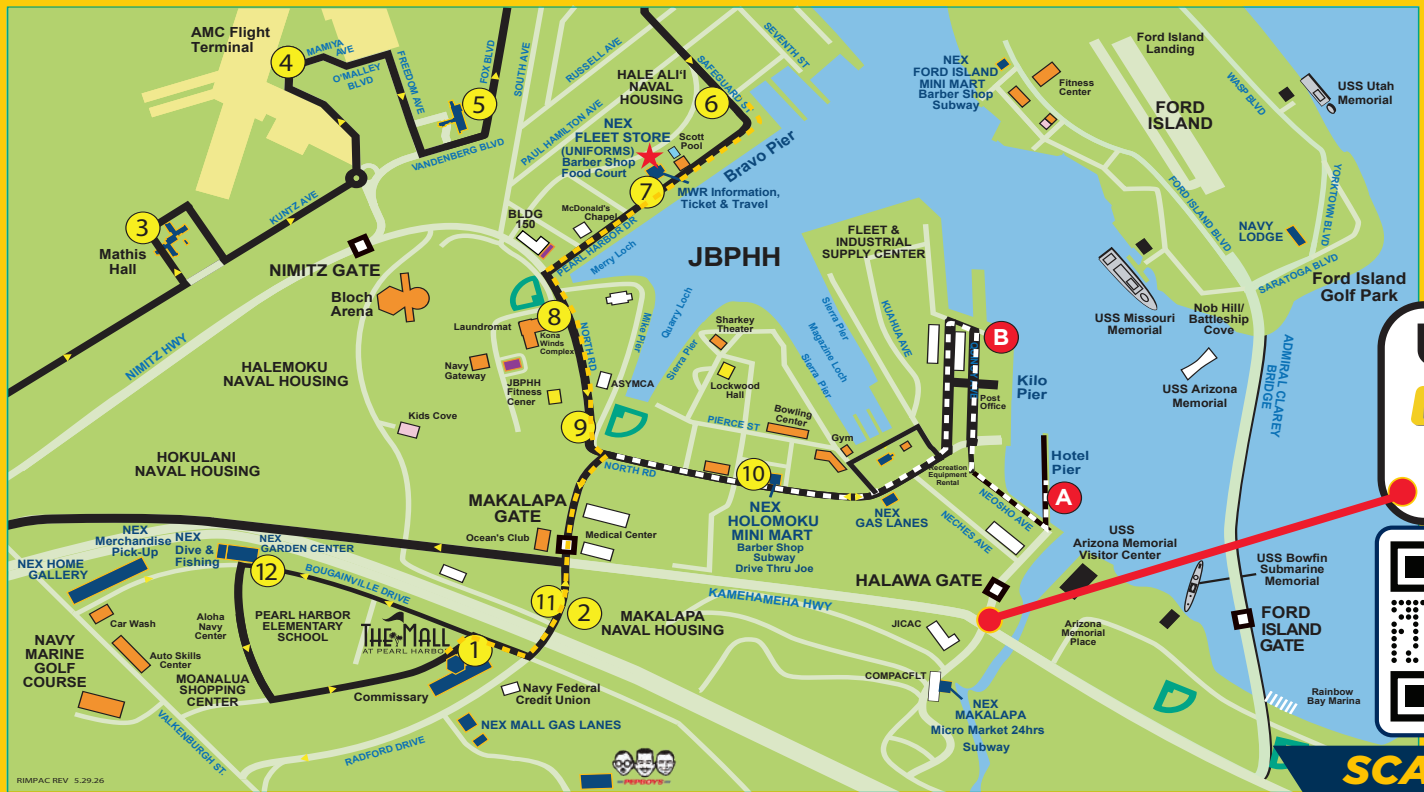 AMC Flight
Terminal
4
MAMIYA
AVE
O'MALLEY
BLVD
FREEDOM AVE
5
FOX BLVD
VANDENBERG BLVD
SOUTH AVE
RUSSELL AVE
PAUL HAMILTON AVE
HALE ALI'I
NAVAL
HOUSING
SAFEGUARD ST
SEVENTH ST
6
NEX
FLEET STORE
(UNIFORMS)
Barber Shop
Food Court
Scott
Pool
Bravo Pier
7
MWR Information,
Ticket & Travel
McDonald's
Chapel
BLDG
150
PEARL HARBOR DR
Merry Loch
3
Mathis
Hall
KUNTZ AVE
NIMITZ GATE
NIMITZ HWY
Bloch
Arena
JBPHH
FLEET &
INDUSTRIAL
SUPPLY CENTER
NEX
FORD ISLAND
MINI MART
Barber Shop
Subway
Fitness
Center
Ford Island
Landing
FORD
ISLAND
WASP BLVD
USS Utah
Memorial
FORD ISLAND BLVD
YORKTOWN BLVD
NAVY
LODGE
SARATOGA BLVD
Ford Island
Golf Park
USS Missouri
Memorial
Nob Hill/
Battleship
Cove
USS Arizona
Memorial
ADMIRAL CLAREY
BRIDGE
8
Laundromat
Kona
Winds
Complex
NORTH RD
Navy
Gateway
JBPHH
Fitness
Cener
ASYMCA
Mike Pier
Quarry Loch
Sierra Pier
Sharkey
Theater
Lockwood
Hall
Sierra Pier
Magazine Loch
Sierra Pier
KUAHUA AVE
B
Kilo
Pier
Post
Office
HALEMOKU
NAVAL HOUSING
Kids Cove
9
PIERCE ST
Bowling
Center
Gym
HOKULANI
NAVAL HOUSING
NORTH RD
10
Recreation
Equipment
Rental
Hotel
Pier
A
NEOSHO AVE
NECHES AVE
NEX
GAS LANES
NEX
HOLOMOKU
MINI MART
Barber Shop
Subway
Drive Thru Joe
MAKALAPA
GATE
Ocean's Club
Medical Center
USS
Arizona Memorial
Visitor Center
HALAWA GATE
USS Bowfin
Submarine
Memorial
NEX
Merchandise
Pick-Up
NEX
Dive &
Fishing
NEX
GARDEN CENTER
NEX HOME
GALLERY
12
BOUGAINVILLE DRIVE
11
2
KAMEHAMEHA HWY
MAKALAPA
NAVAL HOUSING
JICAC
Arizona
Memorial
Place
FORD
ISLAND
GATE
Car Wash
Aloha
Navy
Center
PEARL HARBOR
ELEMENTARY
SCHOOL
THE MALL
AT PEARL HARBOR
1
NAVY
MARINE
GOLF
COURSE
Auto Skills
Center
MOANALUA
SHOPPING
CENTER
Commissary
Navy Federal
Credit Union
COMPACFLT
NEX
MAKALAPA
Micro Market 24hrs
Subway
Rainbow
Bay Marina
NEX MALL GAS LANES
VALKENBURGH ST.
RADFORD DRIVE
PEPBOYS
RIMPAC REV 5.29.26
SCA